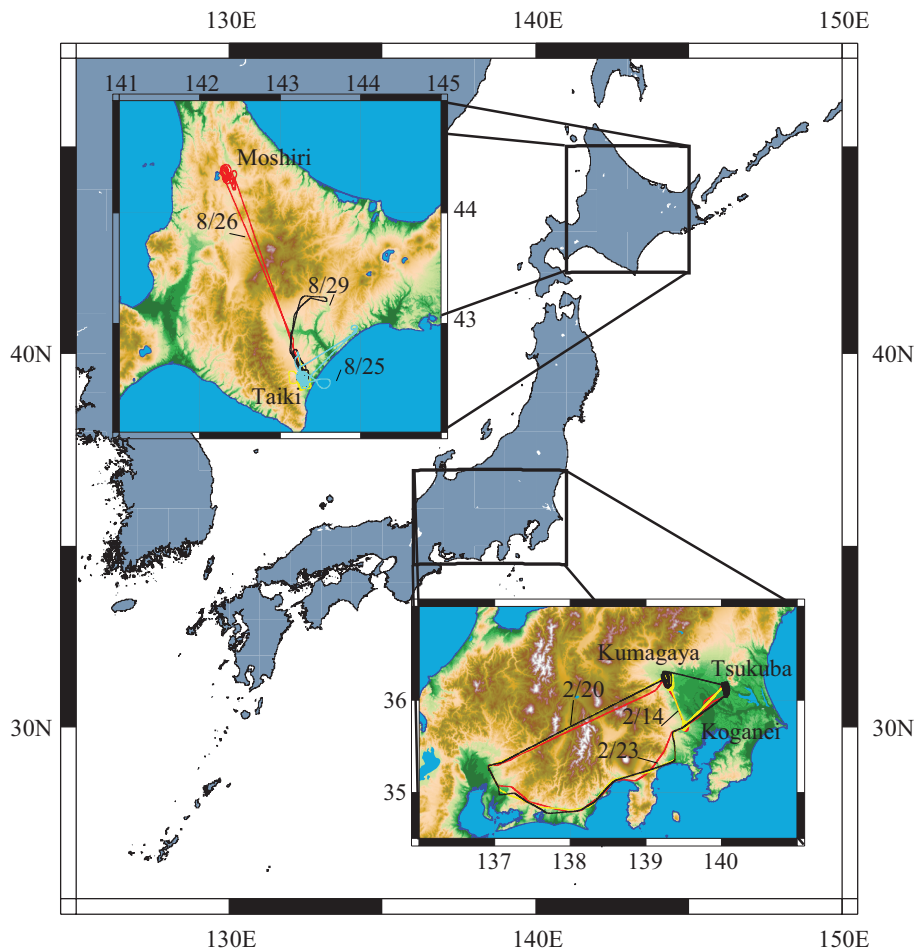 130E 140E 150E
141 142 143 144 145
Moshiri
44
8/26
8/29
43
40N 40N
8/25
Taiki
Kumagaya
Tsukuba
2/20
36
2/14
30N 30N
Koganei
2/23
35
137 138 139 140
130E 140E 150E